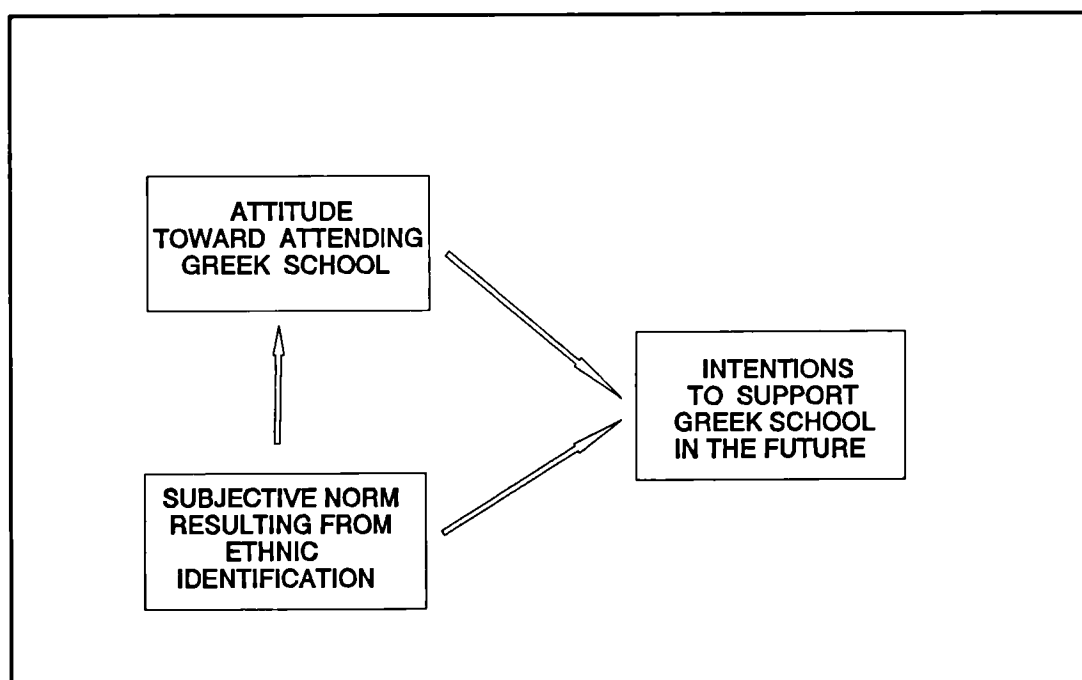 ATTITUDE
TOWARD ATTENDING
GREEK SCHOOL
SUBJECTIVE NORM
RESULTING FROM
ETHNIC
IDENTIFICATION
INTENTIONS
TO SUPPORT
GREEK SCHOOL
IN THE FUTURE